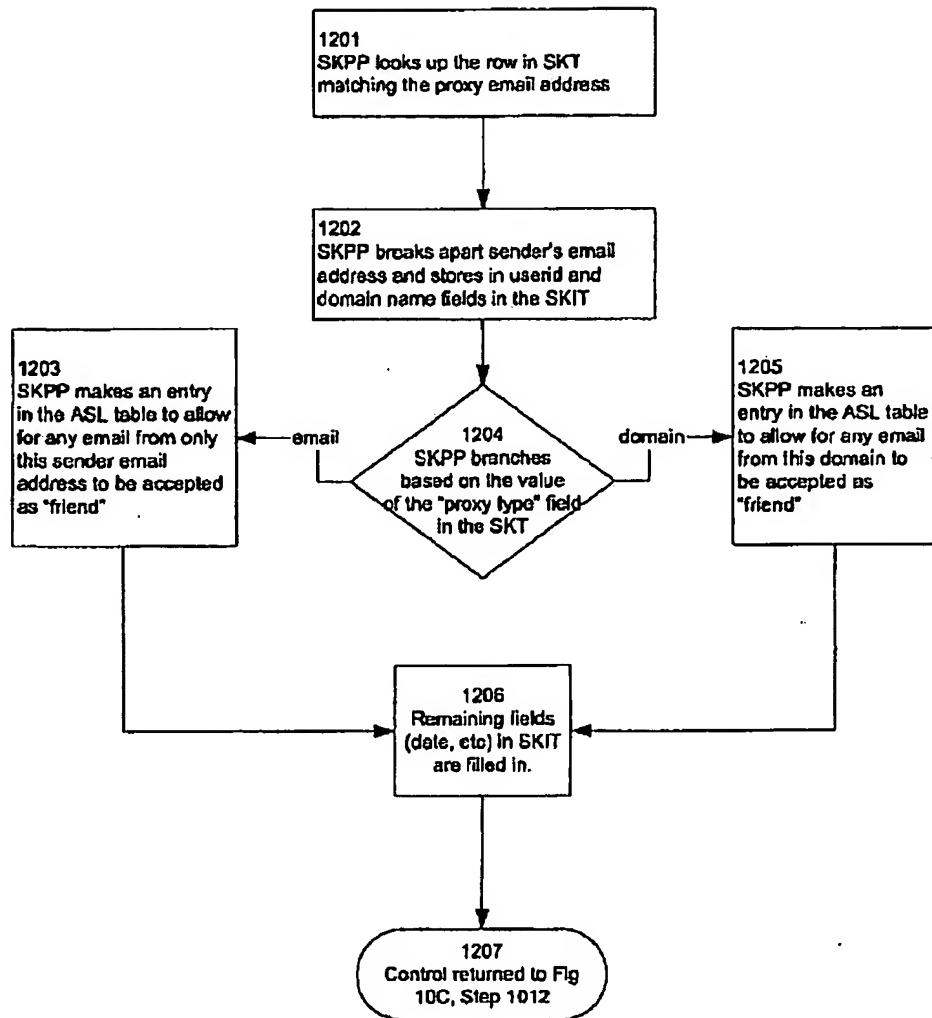 1201
SKPP looks up the row in SKT
matching the proxy email address
1202
SKPP breaks apart sender's email
address and stores in userid and
domain name fields in the SKIT
1203
SKPP makes an entry
in the ASL table to allow
for any email from only
this sender email
address to be accepted
as "friend"
email
1204
SKPP branches
based on the value
of the "proxy type" field
in the SKT
domain
1205
SKPP makes an
entry in the ASL table
to allow for any email
from this domain to
be accepted as
"friend"
1206
Remaining fields
(date, etc) in SKIT
are filled in.
1207
Control returned to Fig
10C, Step 1012